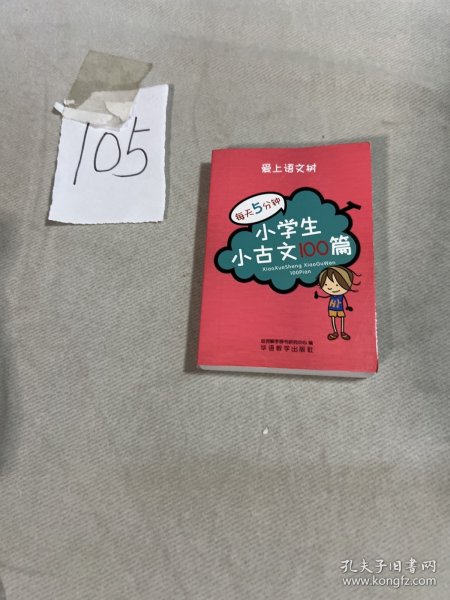 105
爱上语文树
每天5分钟
小学生
小古文100篇
XiaoXueSheng XiaoGuWen
100Pian
华语教学出版社
孔夫子旧书网
www.kongfz.com